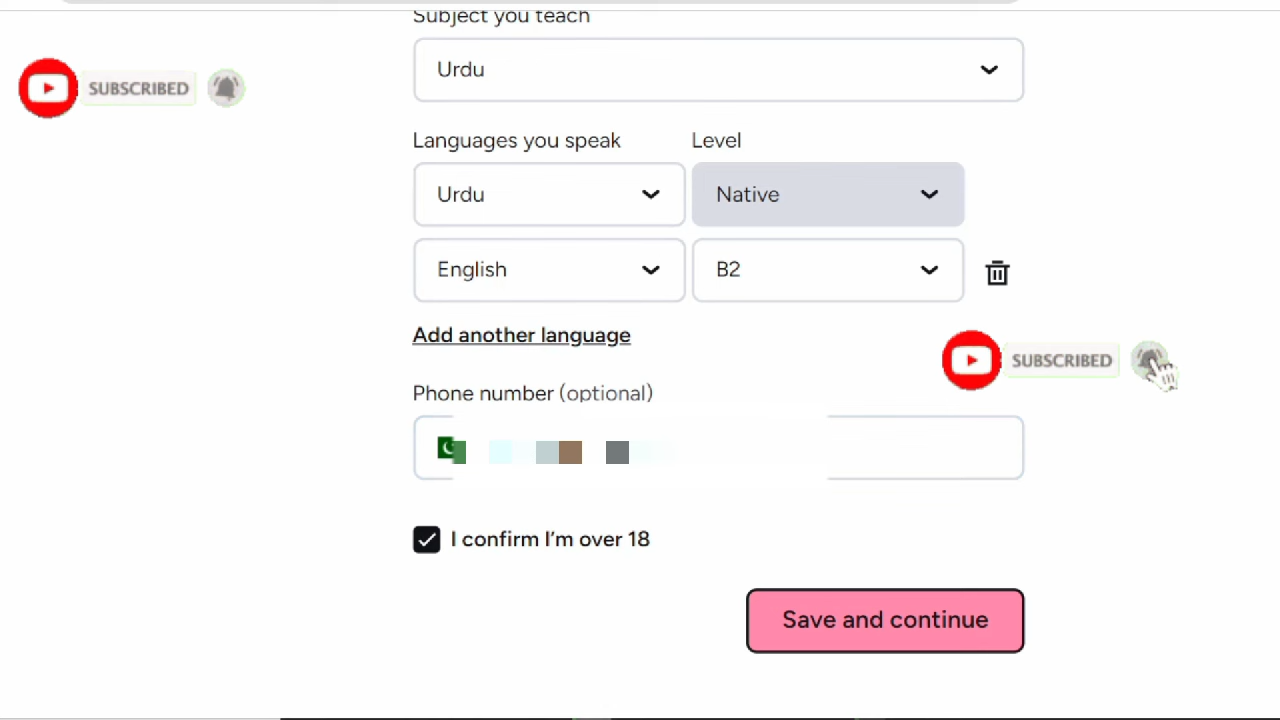 Subject you teach
Urdu
SUBSCRIBED
Languages you speak Level
Urdu Native
English B2
Add another language
SUBSCRIBED
Phone number (optional)
I confirm I'm over 18
Save and continue